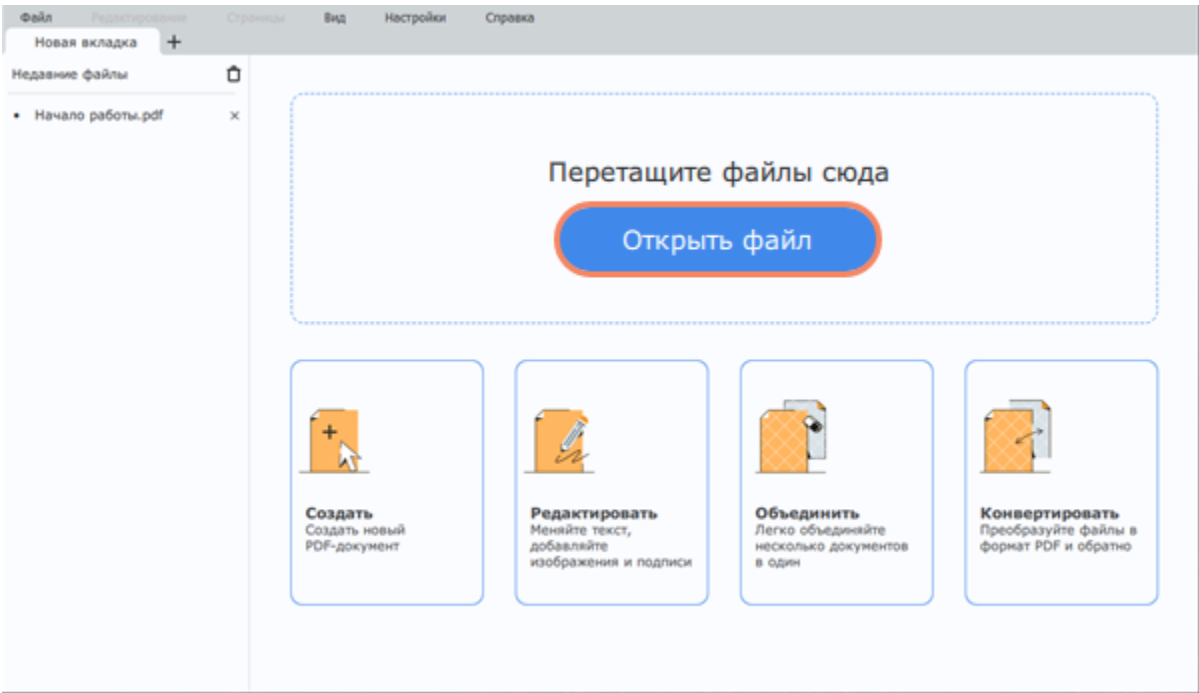 Файл Редактирование Страницы Вид Настройки Справка
Новая вкладка +
Недавние файлы
• Начало работы.pdf ×
Перетащите файлы сюда
Открыть файл
Создать
Создать новый
PDF-документ
Редактировать
Меняйте текст,
добавляйте
изображения и подписи
Объединить
Легко объединяйте
несколько документов
в один
Конвертировать
Преобразуйте файлы в
формат PDF и обратно